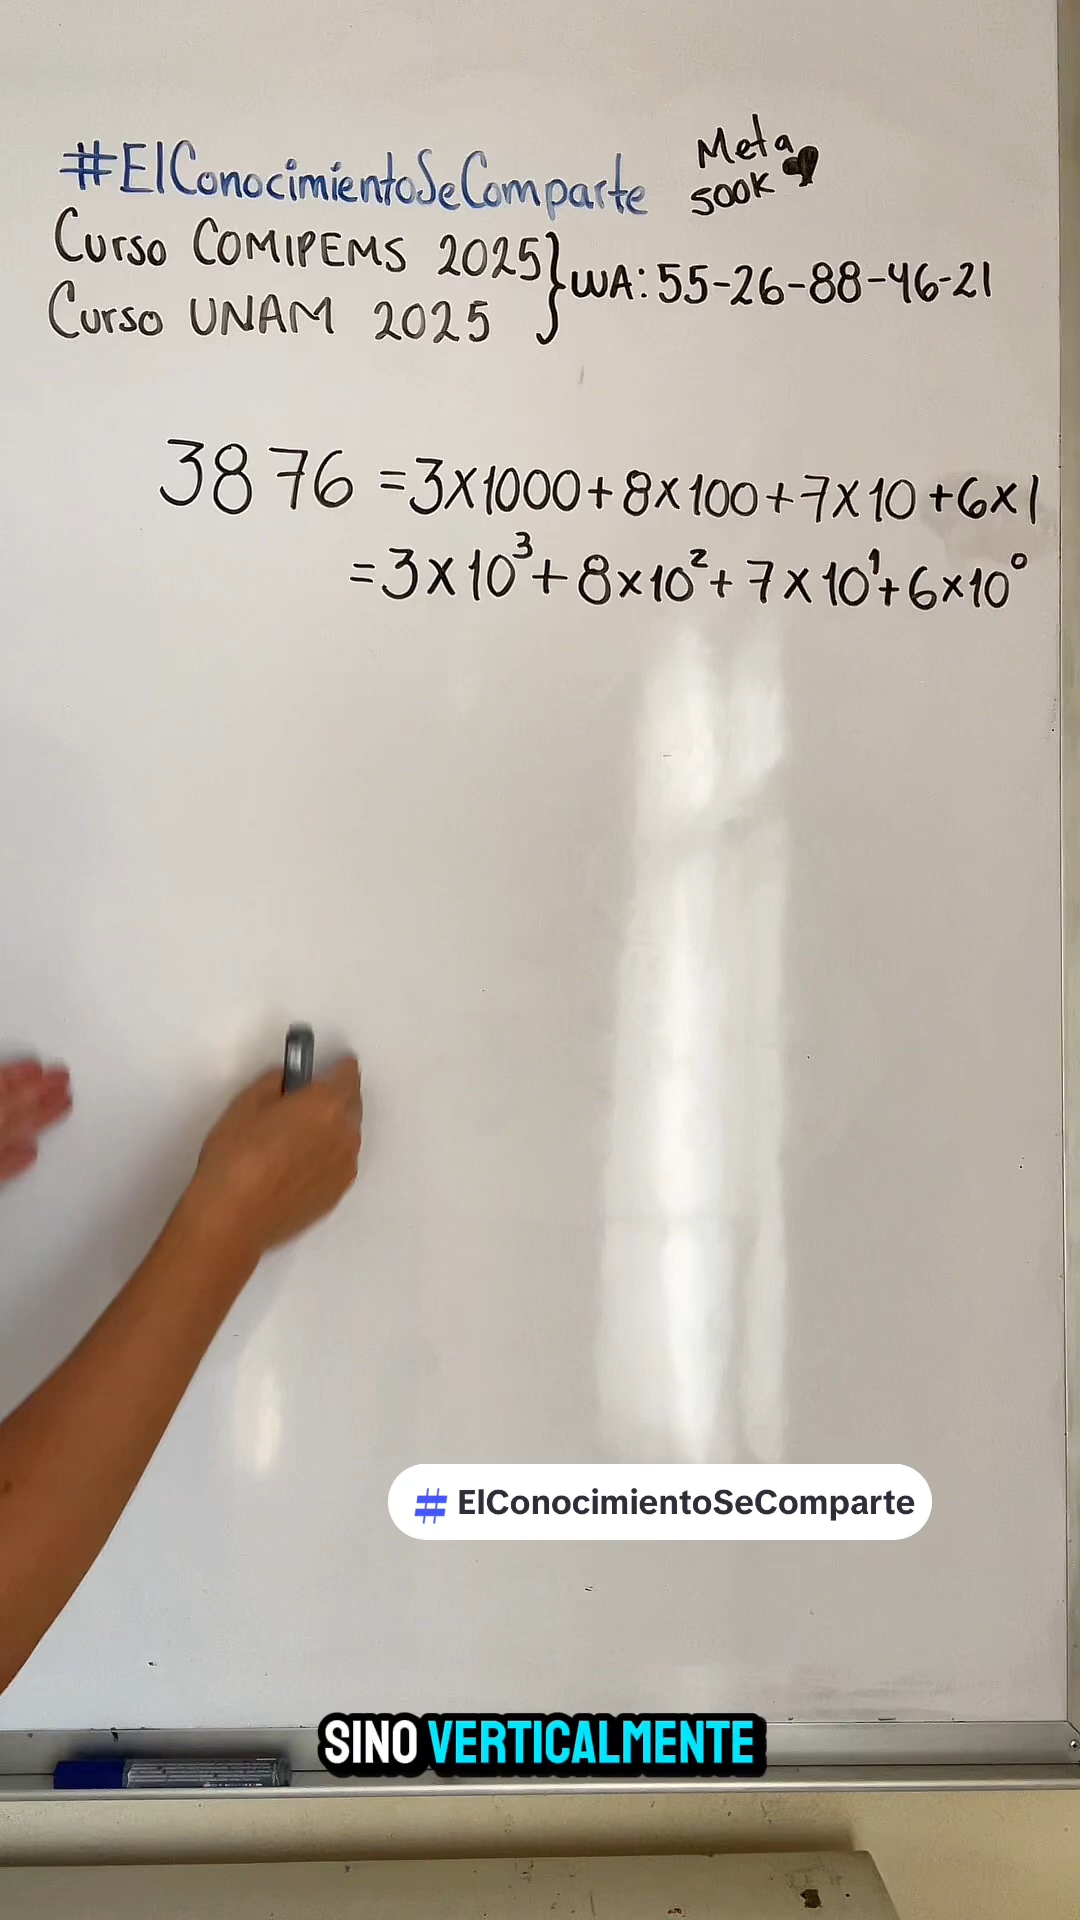 #ElConocimientoSeComparte
Meta
500K
Curso COMIPEMS 2025
Curso UNAM 2025
} WA: 55-26-88-46-21
3876 = 3x1000 + 8x100 + 7x10 + 6x1
= 3x10³ + 8x10² + 7x10¹ + 6x10⁰
# ElConocimientoSeComparte
SINO VERTICALMENTE